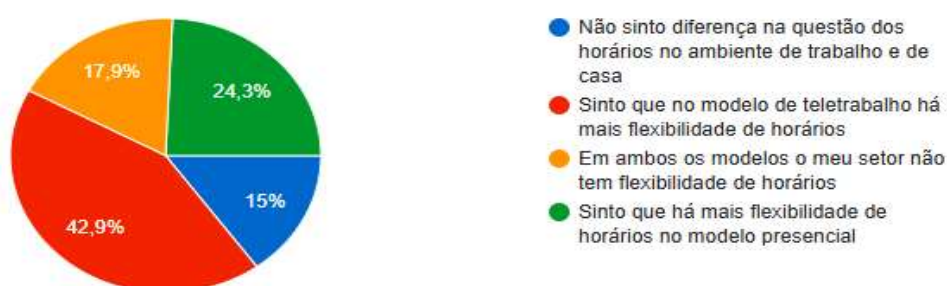 17,9%
24,3%
42,9%
15%
Não sinto diferença na questão dos
horários no ambiente de trabalho e de
casa
Sinto que no modelo de teletrabalho há
mais flexibilidade de horários
Em ambos os modelos o meu setor não
tem flexibilidade de horários
Sinto que há mais flexibilidade de
horários no modelo presencial